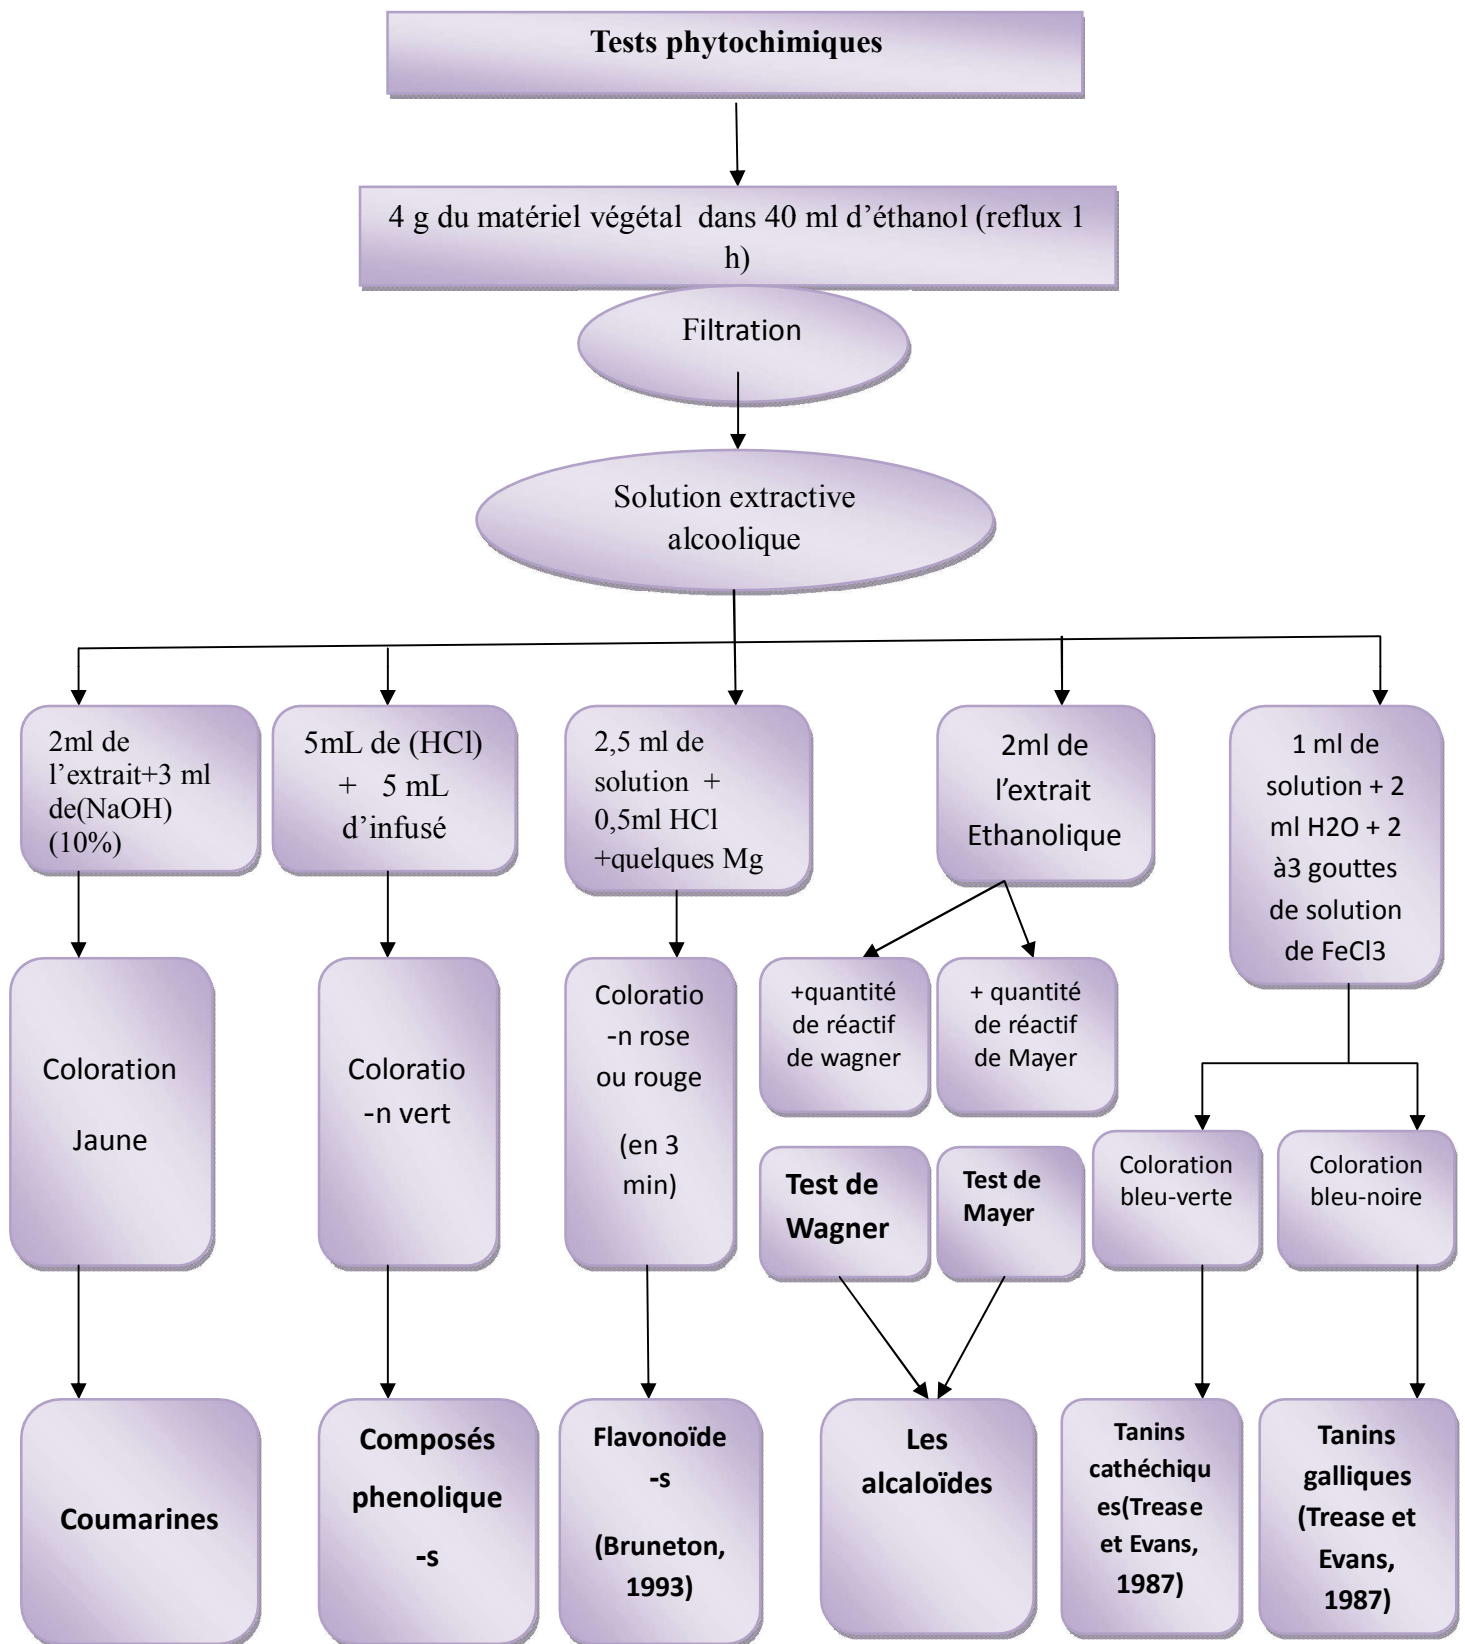 Tests phytochimiques
4 g du matériel végétal dans 40 ml d’éthanol (reflux 1
h)
Filtration
Solution extractive
alcoolique
2ml de
l’extrait+3 ml
de(NaOH)
(10%)
5mL de (HCl)
+ 5 mL
d’infusé
2,5 ml de
solution +
0,5ml HCl
+quelques Mg
2ml de
l’extrait
Ethanolique
1 ml de
solution + 2
ml H2O + 2
à3 gouttes
de solution
de FeCl3
Coloration
Jaune
Coloratio
-n vert
Coloratio
-n rose
ou rouge
(en 3
min)
+quantité
de réactif
de wagner
+ quantité
de réactif
de Mayer
Test de
Wagner
Test de
Mayer
Coloration
bleu-verte
Coloration
bleu-noire
Coumarines
Composés
phenolique
-s
Flavonoïde
-s
(Bruneton,
1993)
Les
alcaloïdes
Tanins
cathéchiqu
es(Trease
et Evans,
1987)
Tanins
galliques
(Trease et
Evans,
1987)